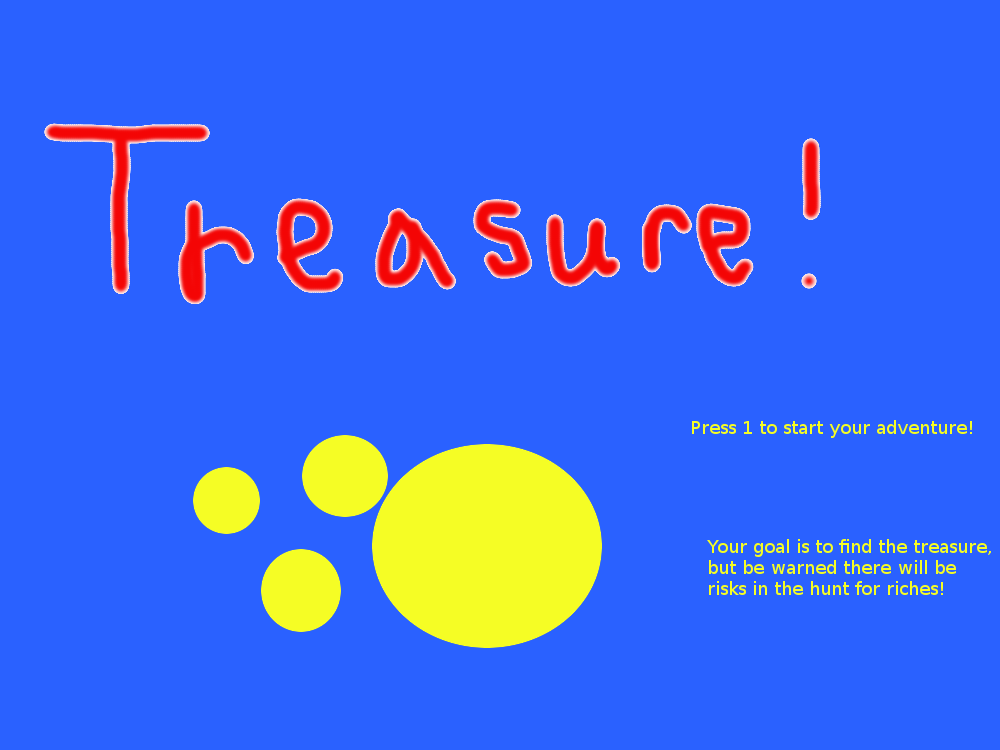 Treasure!
Press 1 to start your adventure!
Your goal is to find the treasure,
but be warned there will be
risks in the hunt for riches!